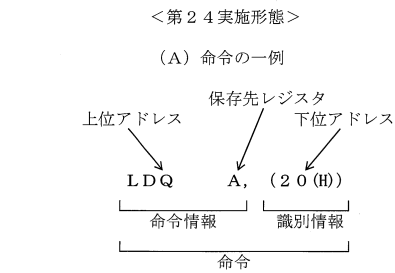 ＜第２４実施形態＞
（Ａ）命令の一例
保存先レジスタ
上位アドレス
下位アドレス
ＬＤＱ　Ａ，（２０(H)）
命令情報　識別情報
命令